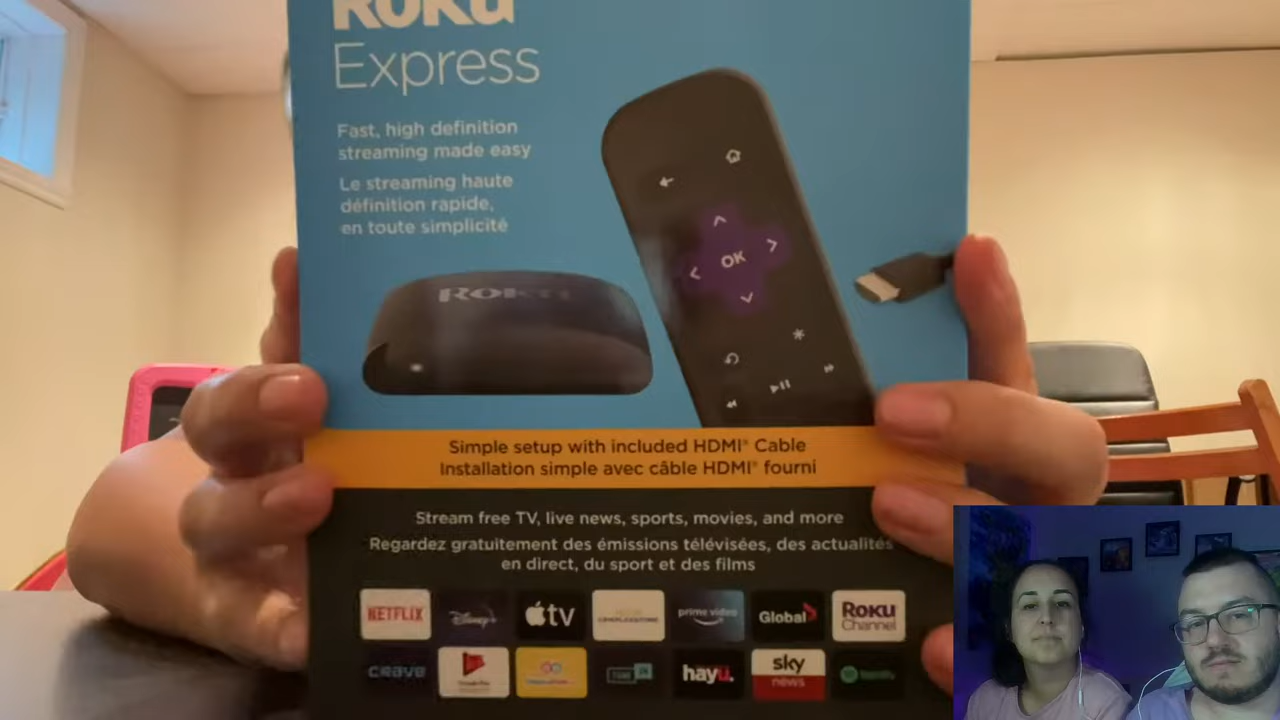 Roku
Express
Fast, high definition
streaming made easy
Le streaming haute
définition rapide,
en toute simplicité
Roku
OK
Simple setup with included HDMI® Cable
Installation simple avec câble HDMI® fourni
Stream free TV, live news, sports, movies, and more
Regardez gratuitement des émissions télévisées, des actualités
en direct, du sport et des films
NETFLIX
Disney+
tv
prime video
Global
Roku
Channel
CRAVE
hayu.
sky
news
Spotify